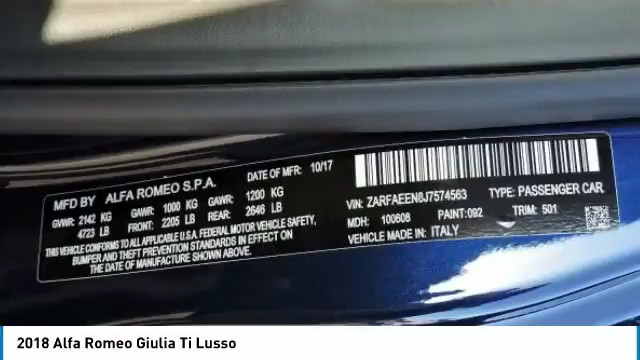 MFD BY ALFA ROMEO S.P.A. DATE OF MFR: 10/17
GVWR: 2142 KG GAWR: 1000 KG GAWR: 1200 KG
4723 LB FRONT: 2205 LB REAR: 2646 LB
THIS VEHICLE CONFORMS TO ALL APPLICABLE U.S.A. FEDERAL MOTOR VEHICLE SAFETY,
BUMPER AND THEFT PREVENTION STANDARDS IN EFFECT ON
THE DATE OF MANUFACTURE SHOWN ABOVE.
VIN: ZARFAEEN8J7574563 TYPE: PASSENGER CAR
MDH: 100608 PAINT: 092 TRIM: 501
VEHICLE MADE IN: ITALY
2018 Alfa Romeo Giulia Ti Lusso